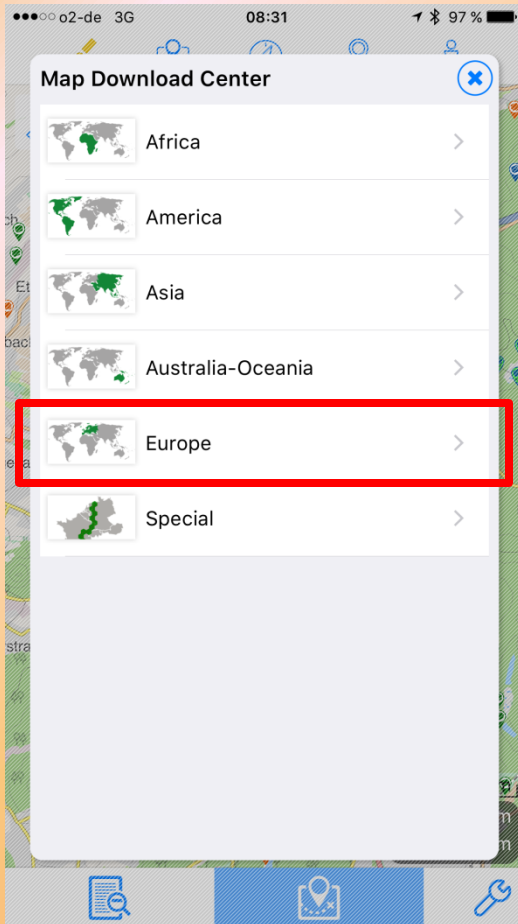 o2-de 3G 08:31 97 %
Map Download Center
Africa
America
Asia
Australia-Oceania
Europe
Special